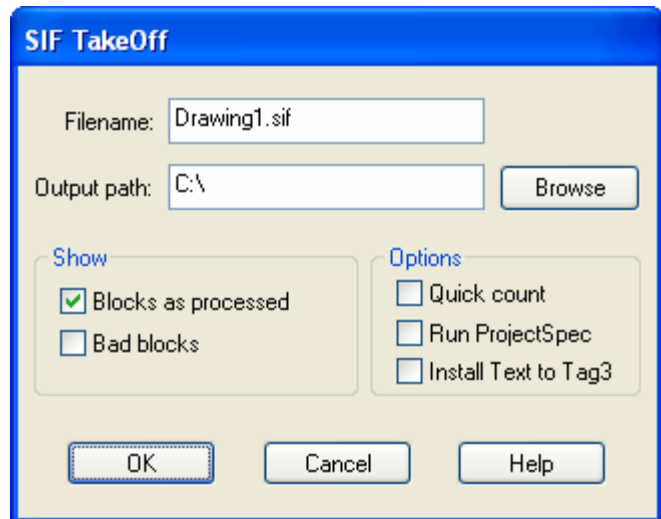 SIF TakeOff
Filename: Drawing1.sif
Output path: C:\ Browse
Show
Blocks as processed
Bad blocks
Options
Quick count
Run ProjectSpec
Install Text to Tag3
OK Cancel Help